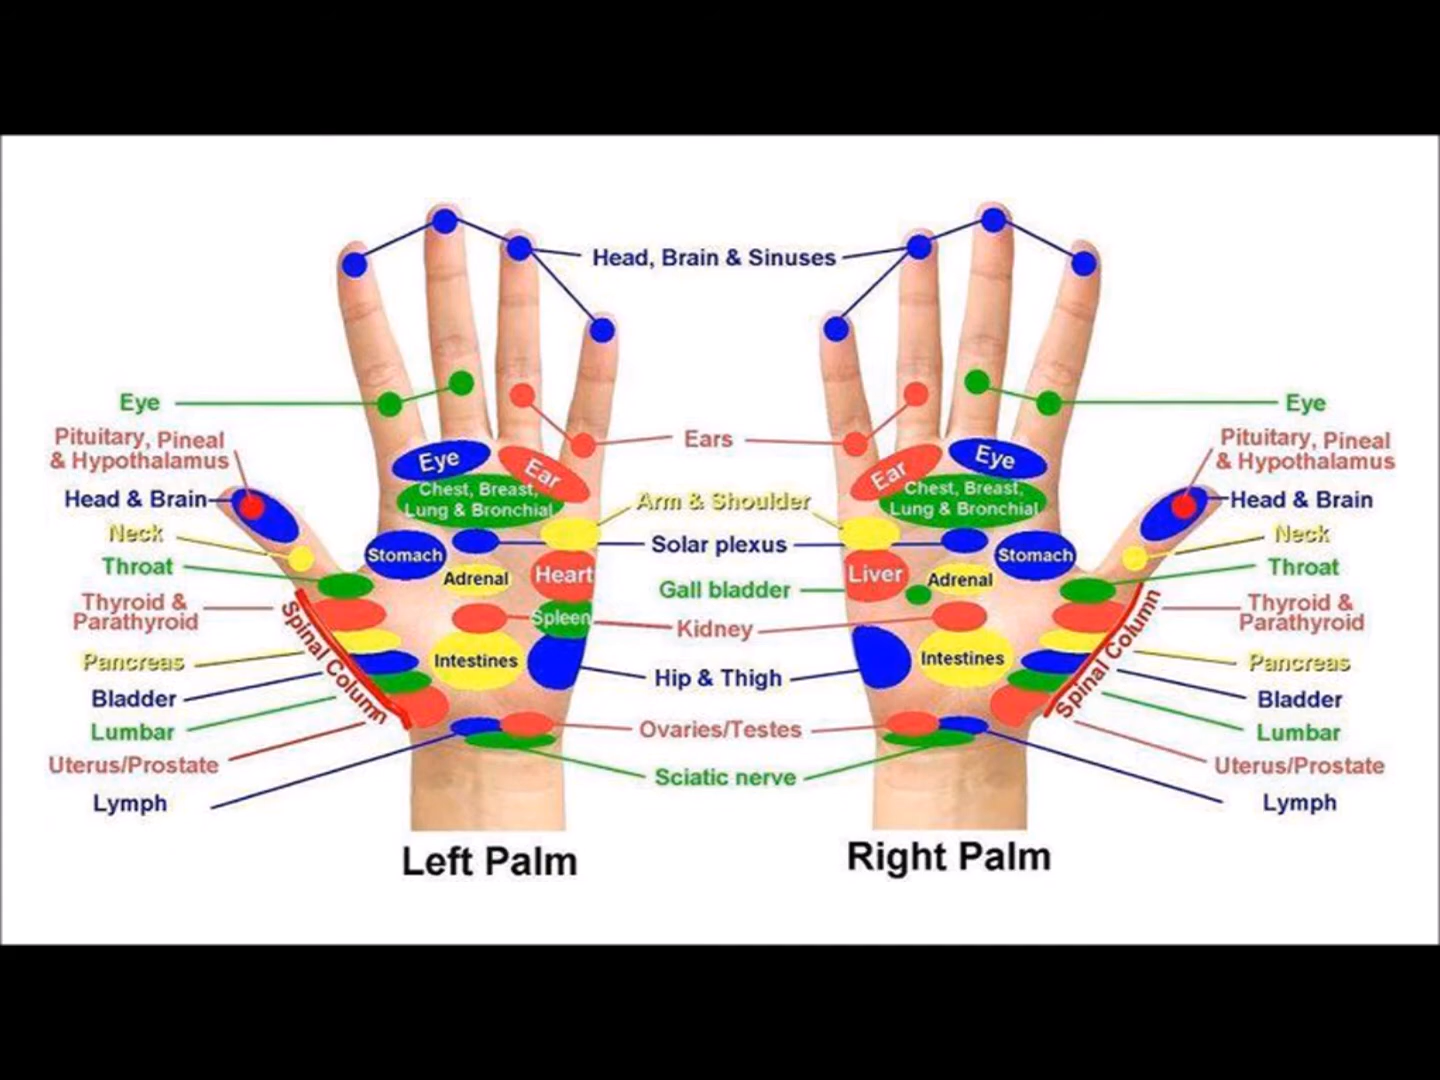 Head, Brain & Sinuses
Eye
Eye
Pituitary, Pineal
& Hypothalamus
Ears
Pituitary, Pineal
& Hypothalamus
Eye
Ear
Ear
Eye
Head & Brain
Chest, Breast,
Lung & Bronchial
Arm & Shoulder
Chest, Breast,
Lung & Bronchial
Head & Brain
Neck
Stomach
Solar plexus
Stomach
Neck
Throat
Adrenal
Heart
Gall bladder
Liver
Adrenal
Throat
Thyroid &
Parathyroid
Spinal Column
Spleen
Kidney
Spinal Column
Thyroid &
Parathyroid
Pancreas
Intestines
Hip & Thigh
Intestines
Pancreas
Bladder
Bladder
Lumbar
Ovaries/Testes
Lumbar
Uterus/Prostate
Sciatic nerve
Uterus/Prostate
Lymph
Lymph
Left Palm
Right Palm